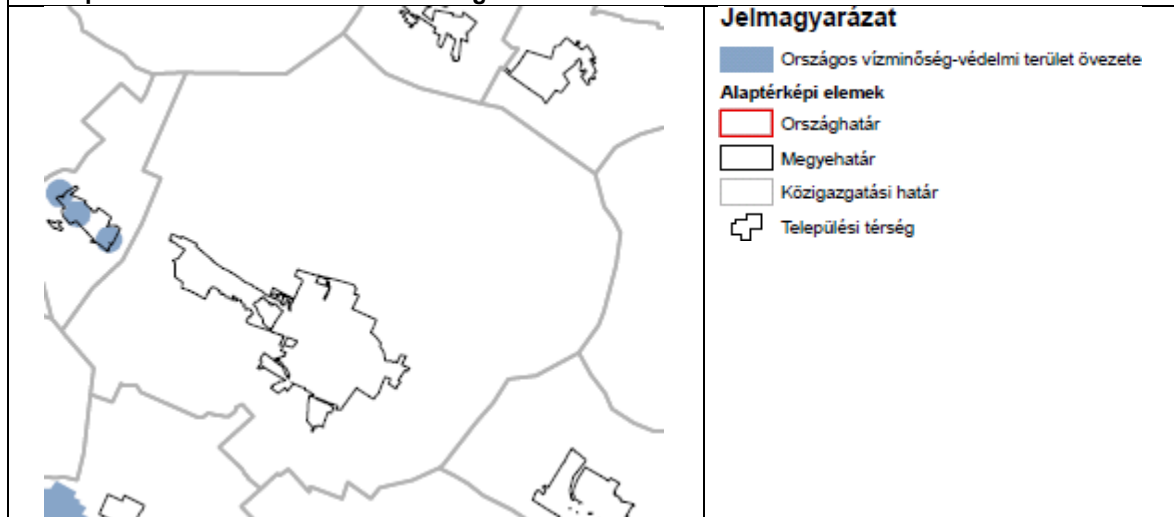 Jelmagyarázat
Országos vízminőség-védelmi terület övezete
Alaptérképi elemek
Országhatár
Megyehatár
Közigazgatási határ
Települési térség